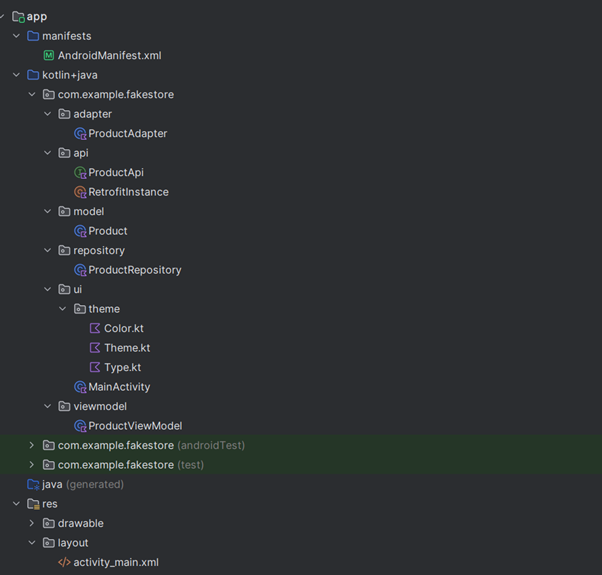 app
manifests
AndroidManifest.xml
kotlin+java
com.example.fakestore
adapter
ProductAdapter
api
ProductApi
RetrofitInstance
model
Product
repository
ProductRepository
ui
theme
Color.kt
Theme.kt
Type.kt
MainActivity
viewmodel
ProductViewModel
com.example.fakestore (androidTest)
com.example.fakestore (test)
java (generated)
res
drawable
layout
activity_main.xml